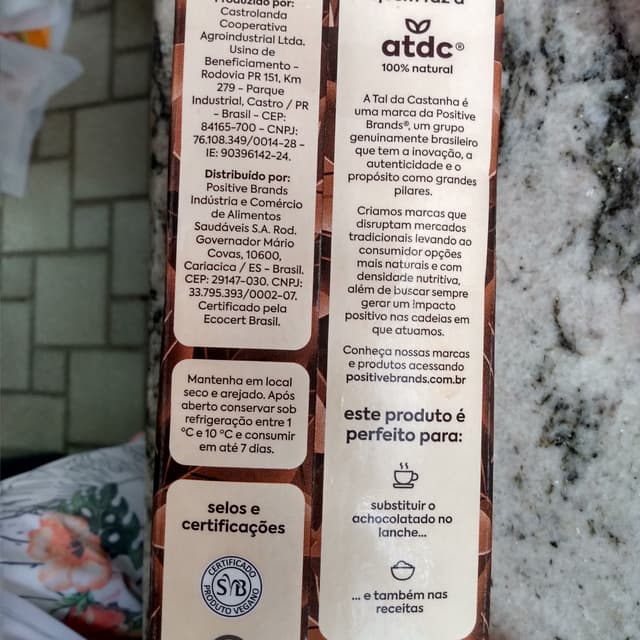 Produzido por:
Castrolanda
Cooperativa
Agroindustrial Ltda.
Usina de
Beneficiamento -
Rodovia PR 151, Km
279 - Parque
Industrial, Castro / PR
- Brasil - CEP:
84165-700 - CNPJ:
76.108.349/0014-28 -
IE: 90396142-24.
Distribuído por:
Positive Brands
Indústria e Comércio
de Alimentos
Saudáveis S.A. Rod.
Governador Mário
Covas, 10600,
Cariacica / ES - Brasil.
CEP: 29147-030. CNPJ:
33.795.393/0002-07.
Certificado pela
Ecocert Brasil.
Mantenha em local
seco e arejado. Após
aberto conservar sob
refrigeração entre 1
ºC e 10 ºC e consumir
em até 7 dias.
selos e
certificações
CERTIFICADO
SVB
PRODUTO VEGANO
quem faz a
atdc®
100% natural
A Tal da Castanha é
uma marca da Positive
Brands®, um grupo
genuinamente brasileiro
que tem a inovação, a
autenticidade e o
propósito como grandes
pilares.
Criamos marcas que
disruptam mercados
tradicionais levando ao
consumidor opções
mais naturais e com
densidade nutritiva,
além de buscar sempre
gerar um impacto
positivo nas cadeias em
que atuamos.
Conheça nossas marcas
e produtos acessando
positivebrands.com.br
este produto é
perfeito para:
substituir o
achocolatado no
lanche...
... e também nas
receitas